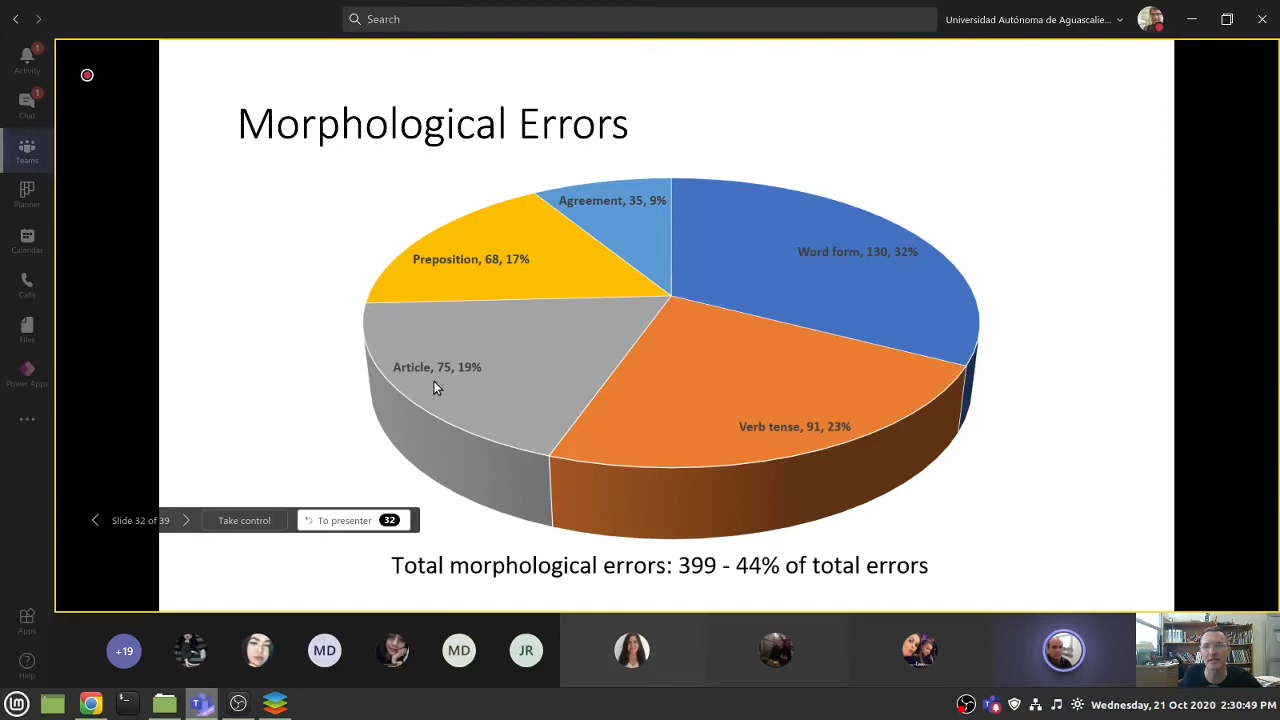 Search
Universidad Autónoma de Aguascalie...
1
Activity
1
Chat
Teams
Planner
Calendar
Calls
Files
Power Apps
Apps
Help
Morphological Errors
Agreement, 35, 9%
Word form, 130, 32%
Preposition, 68, 17%
Article, 75, 19%
Verb tense, 91, 23%
Slide 32 of 39
Take control
To presenter 32
Total morphological errors: 399 - 44% of total errors
+19
MD
MD
JR
Wednesday, 21 Oct 2020 2:30:49 PM